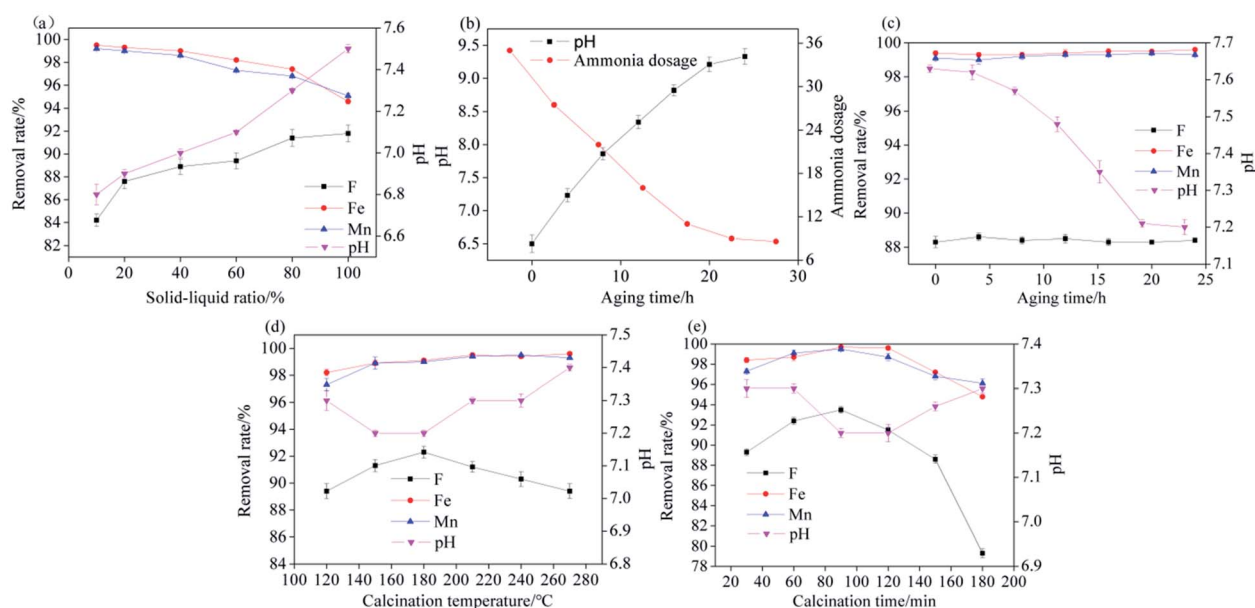 (a)
100
98
96
94
92
90
88
86
84
82
Removal rate/%
0 20 40 60 80 100
Solid-liquid ratio/%
7.6
7.4
7.2
7.0
6.8
6.6
pH
F
Fe
Mn
pH
(b)
9.5
9.0
8.5
8.0
7.5
7.0
6.5
pH
0 6 12 18 24 30
Aging time/h
36
30
24
18
12
6
Ammonia dosage
pH
Ammonia dosage
(c)
100
98
96
94
92
90
88
Removal rate/%
0 5 10 15 20 25
Aging time/h
7.7
7.6
7.5
7.4
7.3
7.2
7.1
pH
F
Fe
Mn
pH
(d)
100
98
96
94
92
90
88
86
84
Removal rate/%
100 120 140 160 180 200 220 240 260 280
Calcination temperature/℃
7.5
7.4
7.3
7.2
7.1
7.0
6.9
6.8
pH
F
Fe
Mn
pH
(e)
100
98
96
94
92
90
88
86
84
82
80
78
Removal rate/%
20 40 60 80 100 120 140 160 180 200
Calcination time/min
7.4
7.3
7.2
7.1
7.0
6.9
pH
F
Fe
Mn
pH